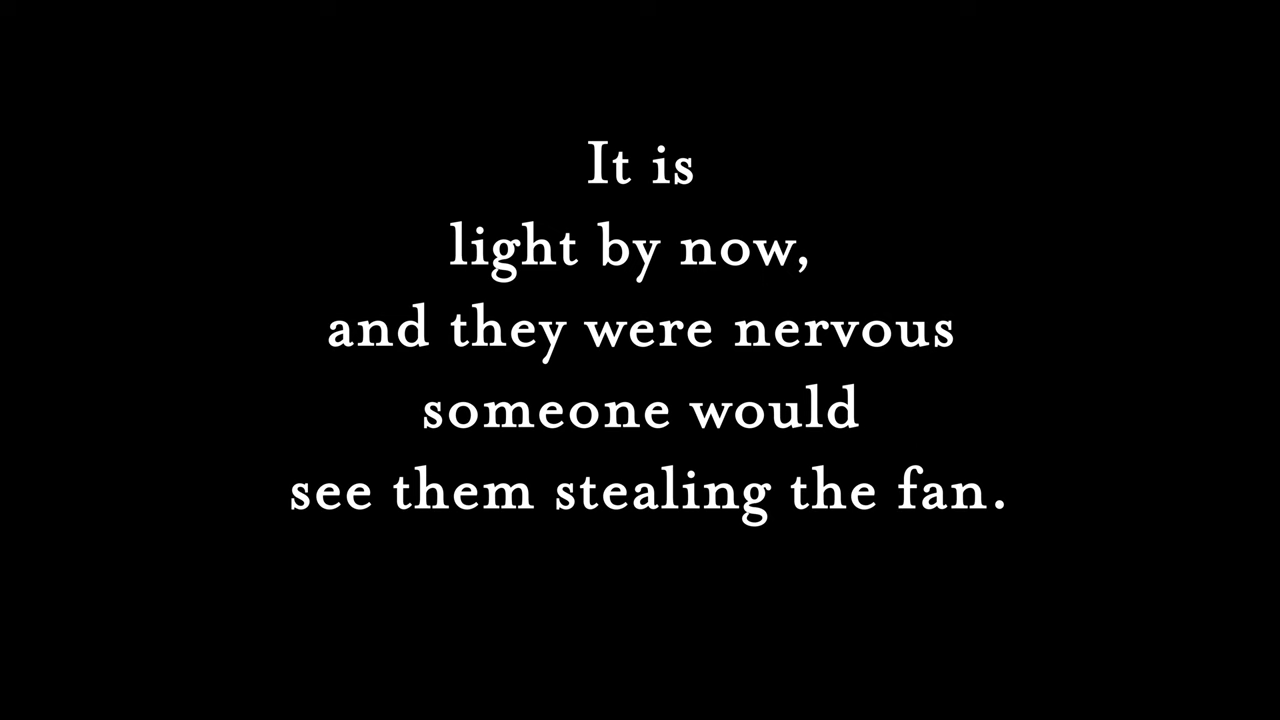 It is
light by now,
and they were nervous
someone would
see them stealing the fan.